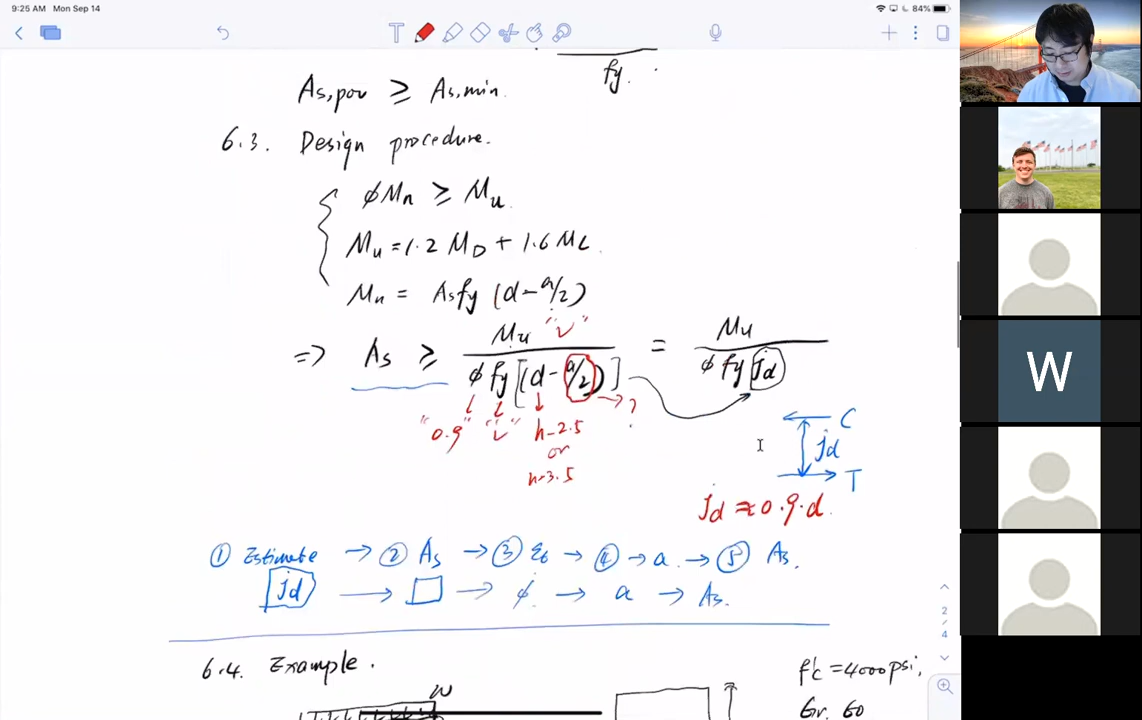 9:25 AM Mon Sep 14
84%
T
fy.
As,pov ≥ As,min.
6.3. Design procedure.
φMn ≥ Mu.
Mu = 1.2 MD + 1.6 ML.
Mn = Asfy (d - a/2)
"√"
=> As ≥ Mu / φ fy [(d - a/2)] = Mu / φ fy jd
"0.9" "√" h-2.5 ?
or
h-3.5
C
jd
T
jd ≈ 0.9·d.
① Estimate → ② As → ③ εt → ④ → a → ⑤ As.
jd → □ → φ. → a → As.
6.4. Example.
f'c = 4000 psi,
w
Gr. 60
2
/
4
W